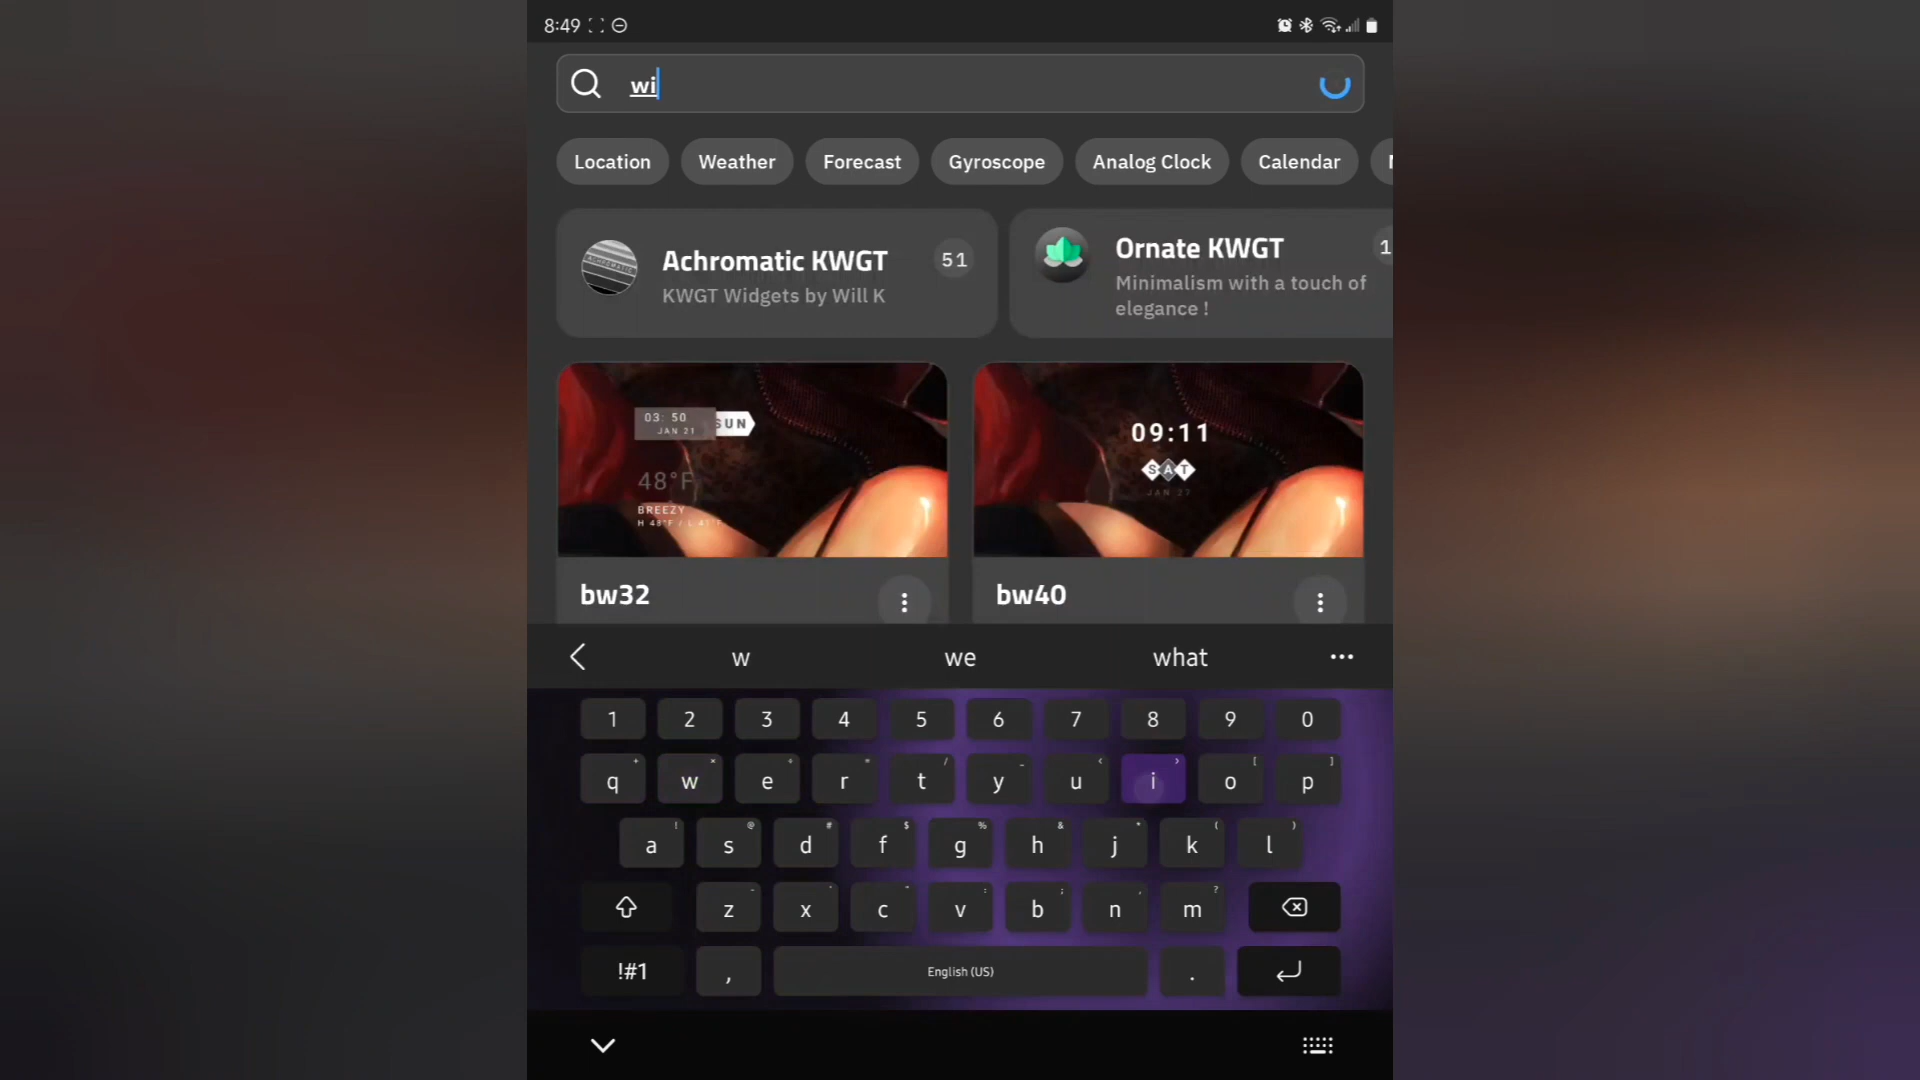 8:49
wi
Location Weather Forecast Gyroscope Analog Clock Calendar
Achromatic KWGT 51
KWGT Widgets by Will K
Ornate KWGT 1
Minimalism with a touch of
elegance !
03: 50
JAN 21
SUN
48°F
BREEZY
H 48°F / L 41°F
09:11
SAT
JAN 27
bw32
bw40
w we what
1 2 3 4 5 6 7 8 9 0
q w e r t y u i o p
a s d f g h j k l
z x c v b n m
!#1 , English (US) .